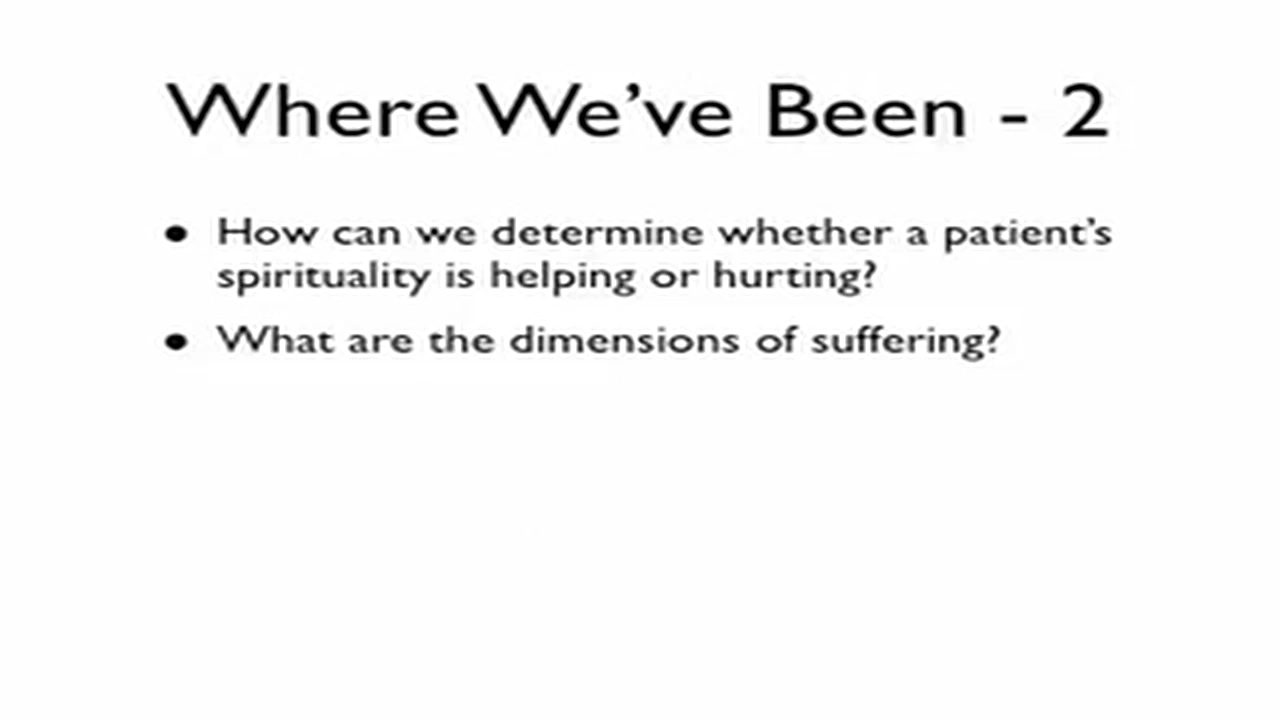 Where We've Been - 2
• How can we determine whether a patient's
spirituality is helping or hurting?
• What are the dimensions of suffering?